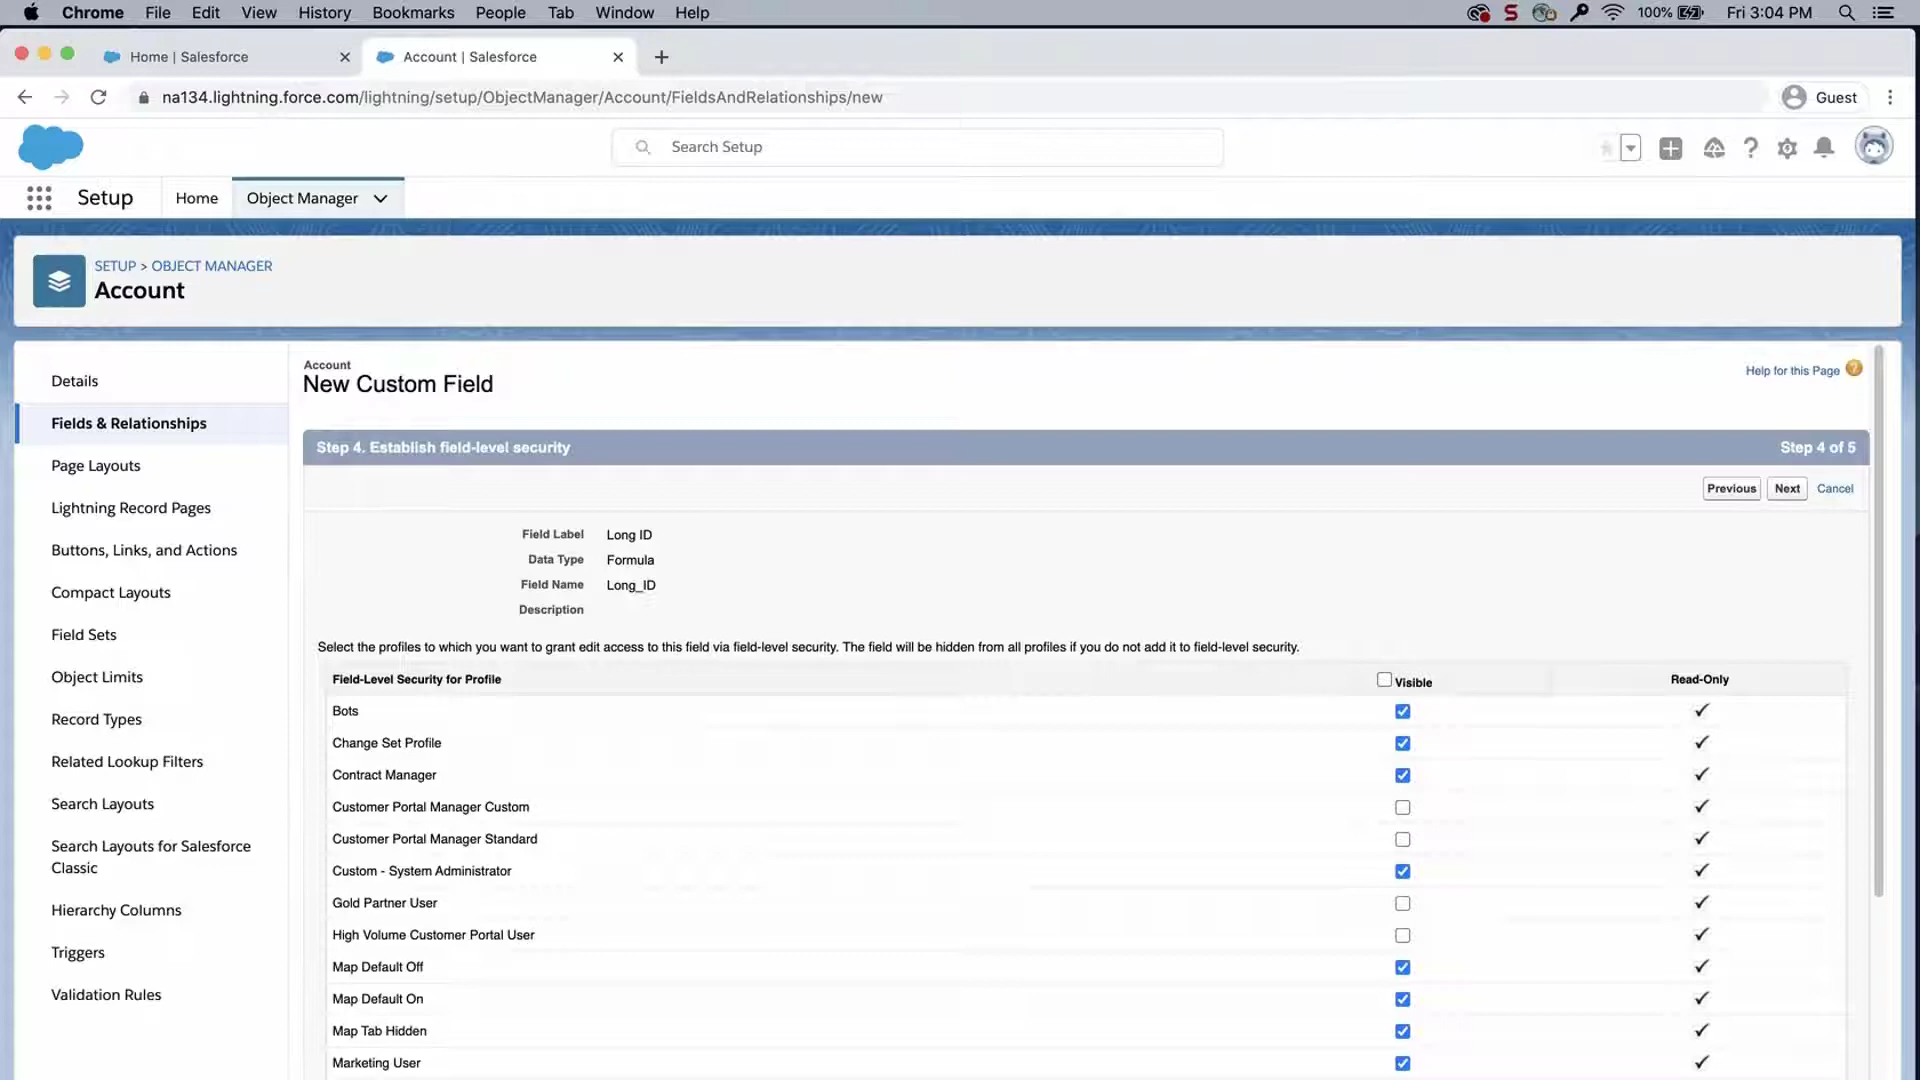 Chrome File Edit View History Bookmarks People Tab Window Help 100% Fri 3:04 PM
Home | Salesforce Account | Salesforce
na134.lightning.force.com/lightning/setup/ObjectManager/Account/FieldsAndRelationships/new Guest
Search Setup
Setup Home Object Manager
SETUP > OBJECT MANAGER
Account
Details
Fields & Relationships
Page Layouts
Lightning Record Pages
Buttons, Links, and Actions
Compact Layouts
Field Sets
Object Limits
Record Types
Related Lookup Filters
Search Layouts
Search Layouts for Salesforce
Classic
Hierarchy Columns
Triggers
Validation Rules
Account
New Custom Field
Help for this Page ?
Step 4. Establish field-level security Step 4 of 5
Previous Next Cancel
Field Label Long ID
Data Type Formula
Field Name Long_ID
Description
Select the profiles to which you want to grant edit access to this field via field-level security. The field will be hidden from all profiles if you do not add it to field-level security.
Field-Level Security for Profile Visible Read-Only
Bots
Change Set Profile
Contract Manager
Customer Portal Manager Custom
Customer Portal Manager Standard
Custom - System Administrator
Gold Partner User
High Volume Customer Portal User
Map Default Off
Map Default On
Map Tab Hidden
Marketing User